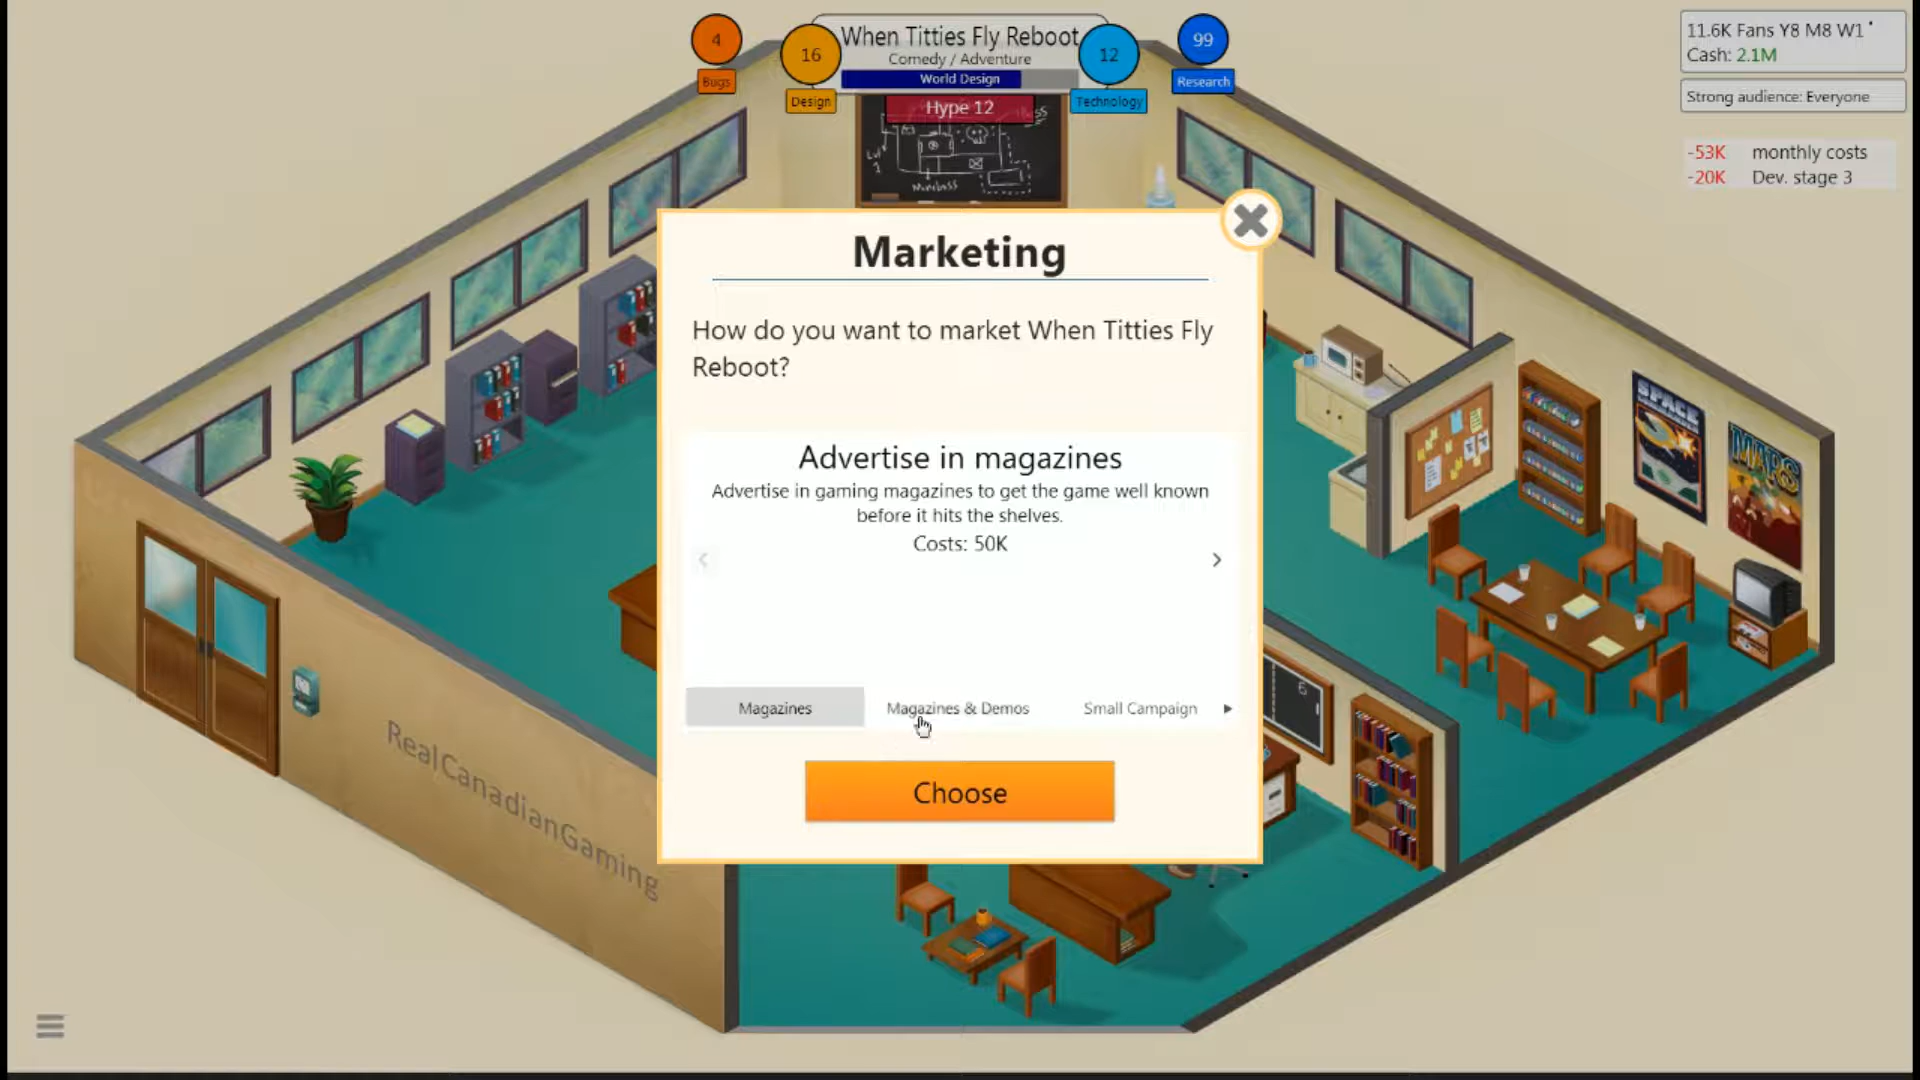 When Titties Fly Reboot
Comedy / Adventure
World Design
Hype 12
4
Bugs
16
Design
12
Technology
99
Research
11.6K Fans Y8 M8 W1
Cash: 2.1M
Strong audience: Everyone
-53K monthly costs
-20K Dev. stage 3
Lvl
1
Miniboss
Marketing
How do you want to market When Titties Fly
Reboot?
Advertise in magazines
Advertise in gaming magazines to get the game well known
before it hits the shelves.
Costs: 50K
Magazines
Magazines & Demos
Small Campaign
Choose
SPACE
MARS
RealCanadianGaming